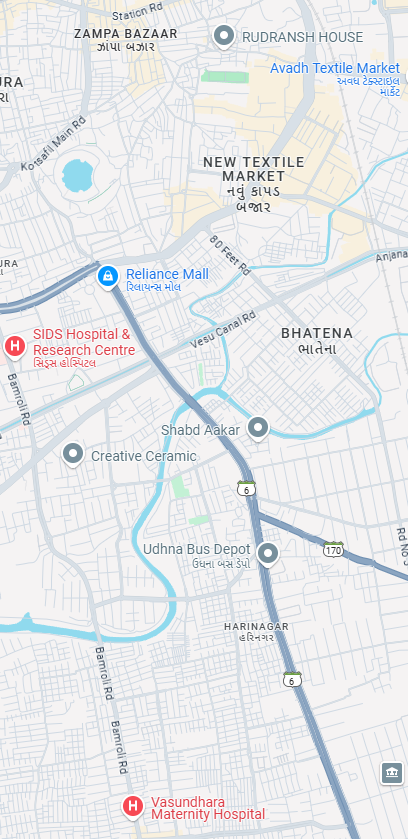 Station Rd
ZAMPA BAZAAR
ઝાંપા બઝાર
RUDRANSH HOUSE
Avadh Textile Market
અવધ ટેક્સ્ટાઇલ
માર્કેટ
URA
રા
Kotsafil Main Rd
NEW TEXTILE
MARKET
નવું કાપડ
બજાર
80 Feet Rd
Anjana
URA
Reliance Mall
રિલાયન્સ મોલ
Vesu Canal Rd
BHATENA
ભાતેના
SIDS Hospital &
Research Centre
સિડ્સ હોસ્પિટલ
Bamroli Rd
Shabd Aakar
Creative Ceramic
6
Udhna Bus Depot
ઉધના બસ ડેપો
170
Rd No 3
HARINAGAR
હરિનગર
Bamroli Rd
6
Bamroli Rd
Vasundhara
Maternity Hospital